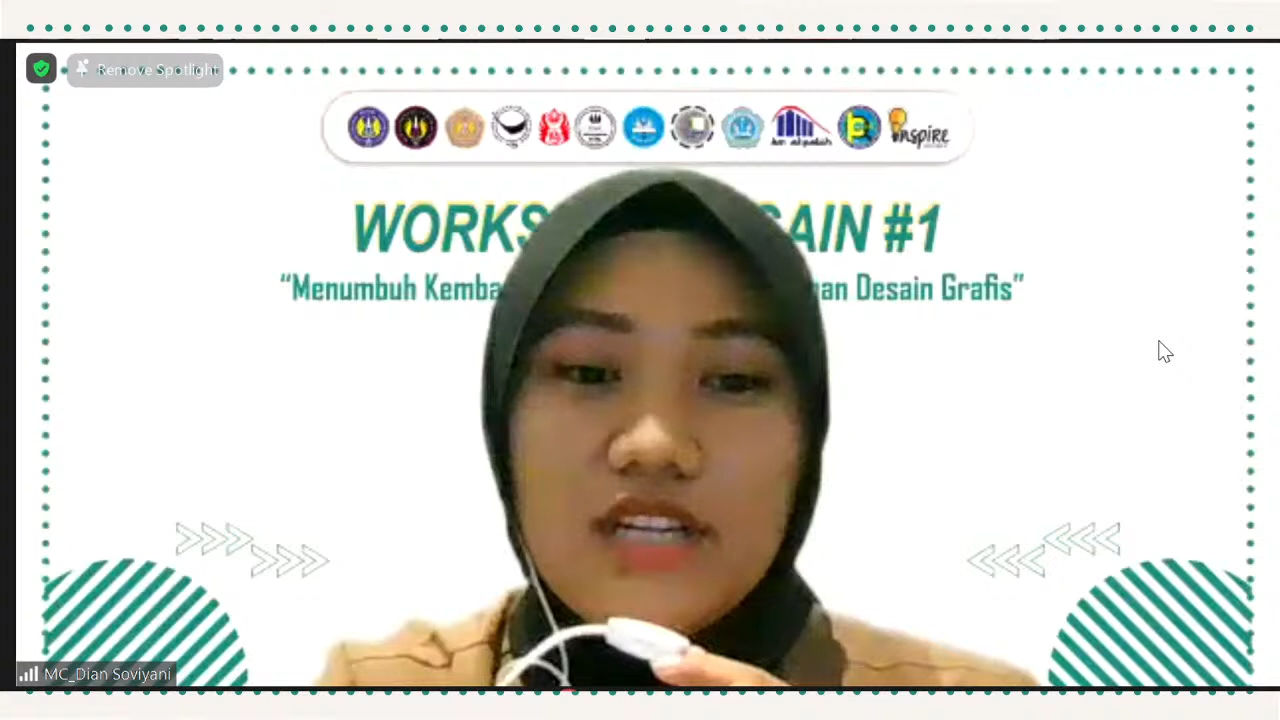 Remove Spotlight
inspire
WORKS AIN #1
“Menumbuh Kemba an Desain Grafis”
MC_Dian Soviyani